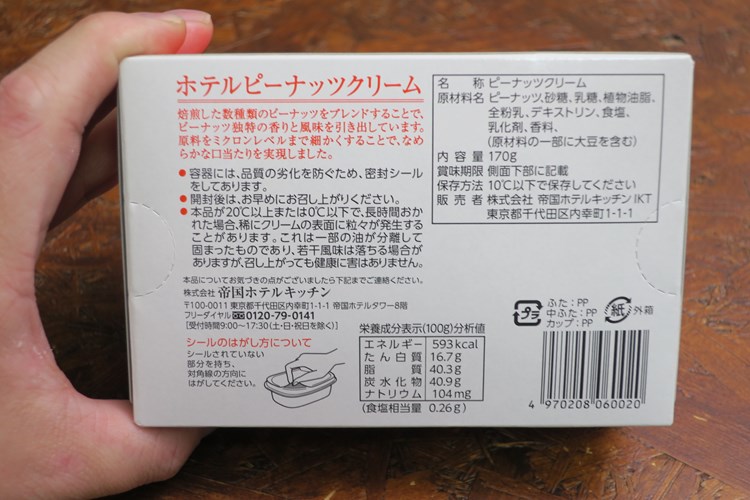 ホテルピーナッツクリーム
焙煎した数種類のピーナッツをブレンドすることで、
ピーナッツ独特の香りと風味を引き出しています。
原料をミクロンレベルまで細かくすることで、なめ
らかな口当たりを実現しました。
●容器には、品質の劣化を防ぐため、密封シール
をしてあります。
●開封後は、お早めにお召し上がりください。
●本品が20℃以上または0℃以下で、長時間おか
れた場合、稀にクリームの表面に粒々が発生する
ことがあります。これは一部の油が分離して
固まったものであり、若干風味は落ちる場合が
ありますが、召し上がっても健康に害はありません。
本品についてお気づきの点がございましたら下記までご連絡ください。
株式会社 帝国ホテルキッチン
〒100-0011 東京都千代田区内幸町1-1-1 帝国ホテルタワー8階
フリーダイヤル 0120-79-0141
[受付時間9:00~17:30(土・日・祝日を除く)]
シールのはがし方について
シールされていない
部分を持ち、
対角線の方向に
はがしてください。
名 称 ピーナッツクリーム
原材料名 ピーナッツ、砂糖、乳糖、植物油脂、
全粉乳、デキストリン、食塩、
乳化剤、香料、
(原材料の一部に大豆を含む)
内容量 170g
賞味期限 側面下部に記載
保存方法 10℃以下で保存してください
販売者 株式会社 帝国ホテルキッチン IKT
東京都千代田区内幸町1-1-1
プラ
ふた:PP
中ふた:PP
カップ:PP
紙 外箱
栄養成分表示(100g)分析値
エネルギー 593kcal
たん白質 16.7g
脂質 40.3g
炭水化物 40.9g
ナトリウム 104mg
(食塩相当量 0.26g)
4 970208 060020